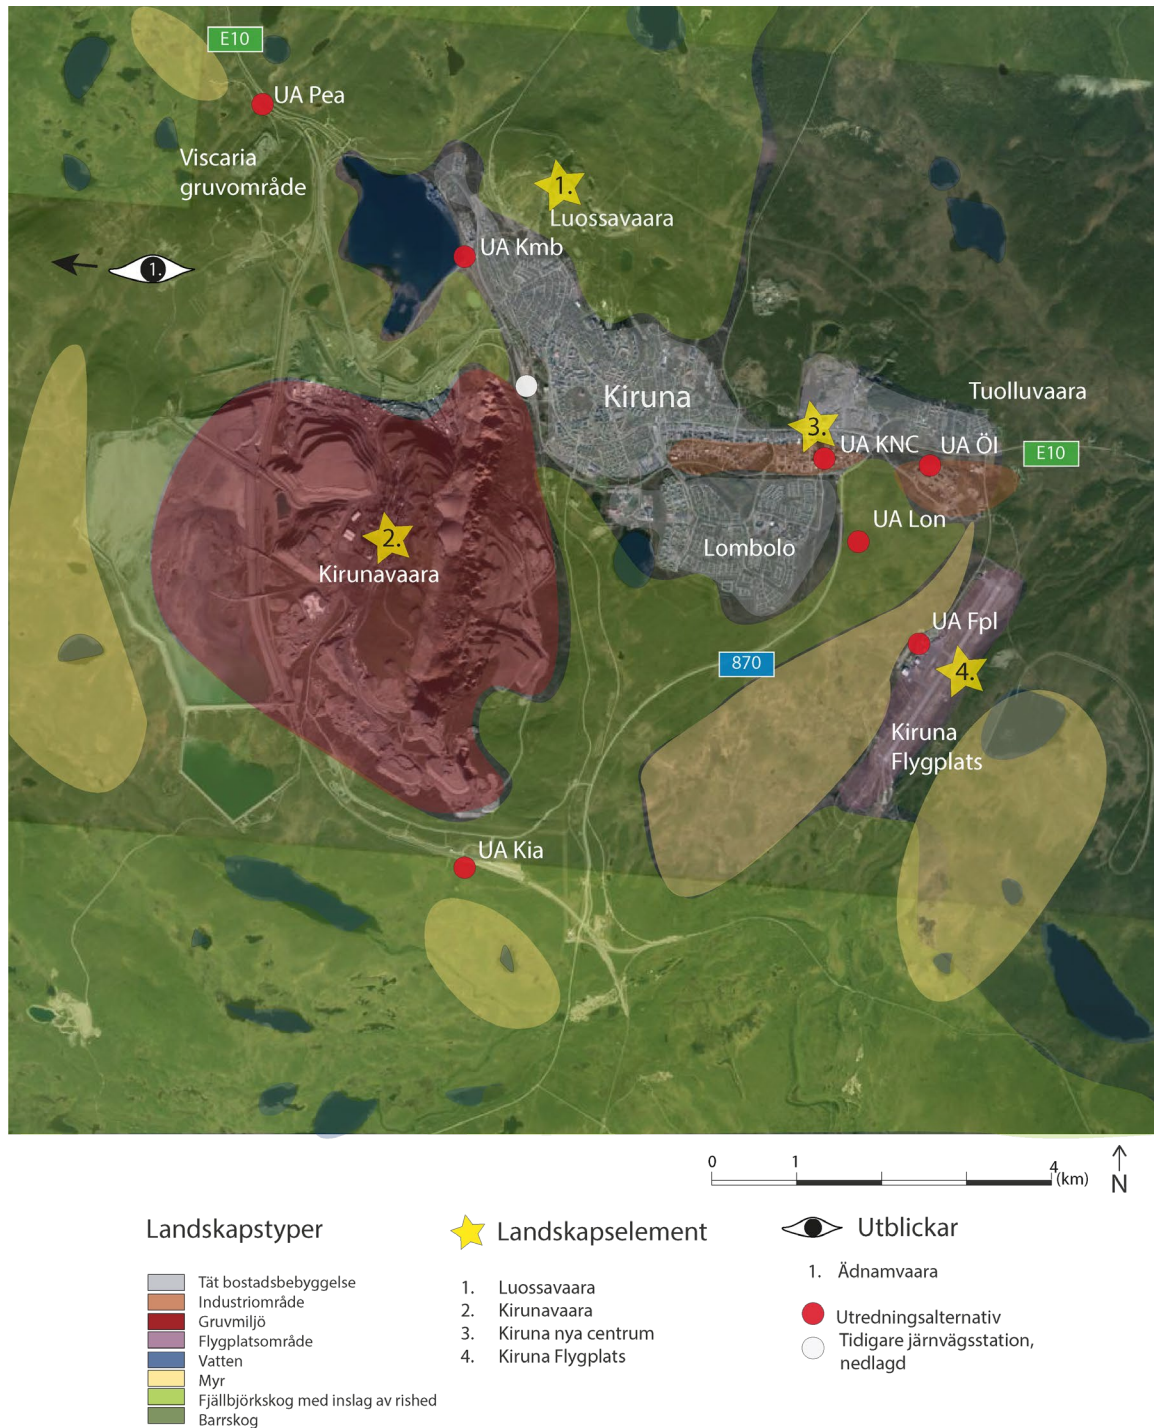 E10
UA Pea
Viscaria
gruvområde
1.
Luossavaara
UA Kmb
1.
Kiruna
Tuolluvaara
3.
UA KNC
UA Öl
E10
UA Lon
2.
Lombolo
Kirunavaara
UA Fpl
870
4.
Kiruna
Flygplats
UA Kia
0
1
4
(km)
N
Landskapstyper
Tät bostadsbebyggelse
Industriområde
Gruvmiljö
Flygplatsområde
Vatten
Myr
Fjällbjörkskog med inslag av rished
Barrskog
Landskapselement
1. Luossavaara
2. Kirunavaara
3. Kiruna nya centrum
4. Kiruna Flygplats
Utblickar
1. Ädnamvaara
Utredningsalternativ
Tidigare järnvägsstation,
nedlagd